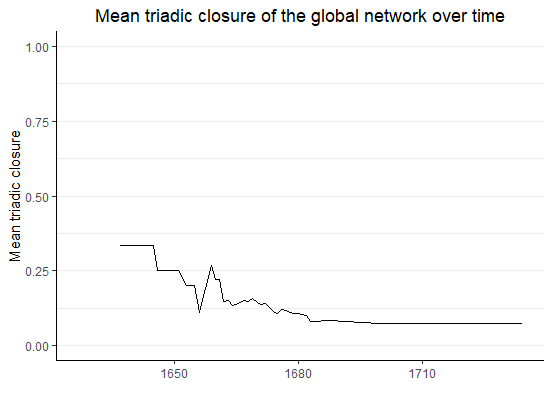 Mean triadic closure of the global network over time
Mean triadic closure
1.00
0.75
0.50
0.25
0.00
1650 1680 1710